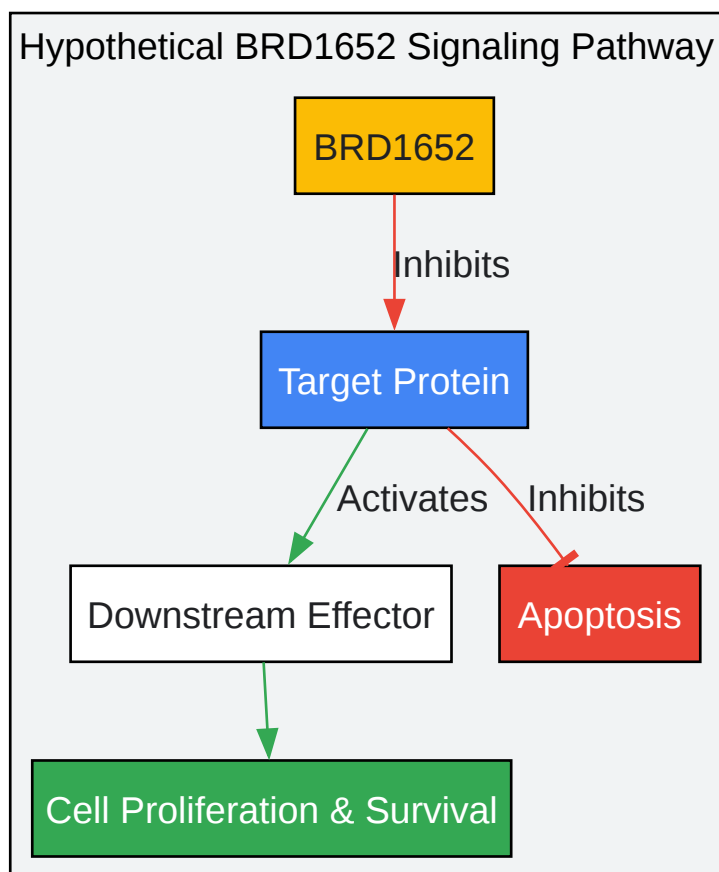 Hypothetical BRD1652 Signaling Pathway
BRD1652
Inhibits
Target Protein
Activates
Inhibits
Downstream Effector
Apoptosis
Cell Proliferation & Survival